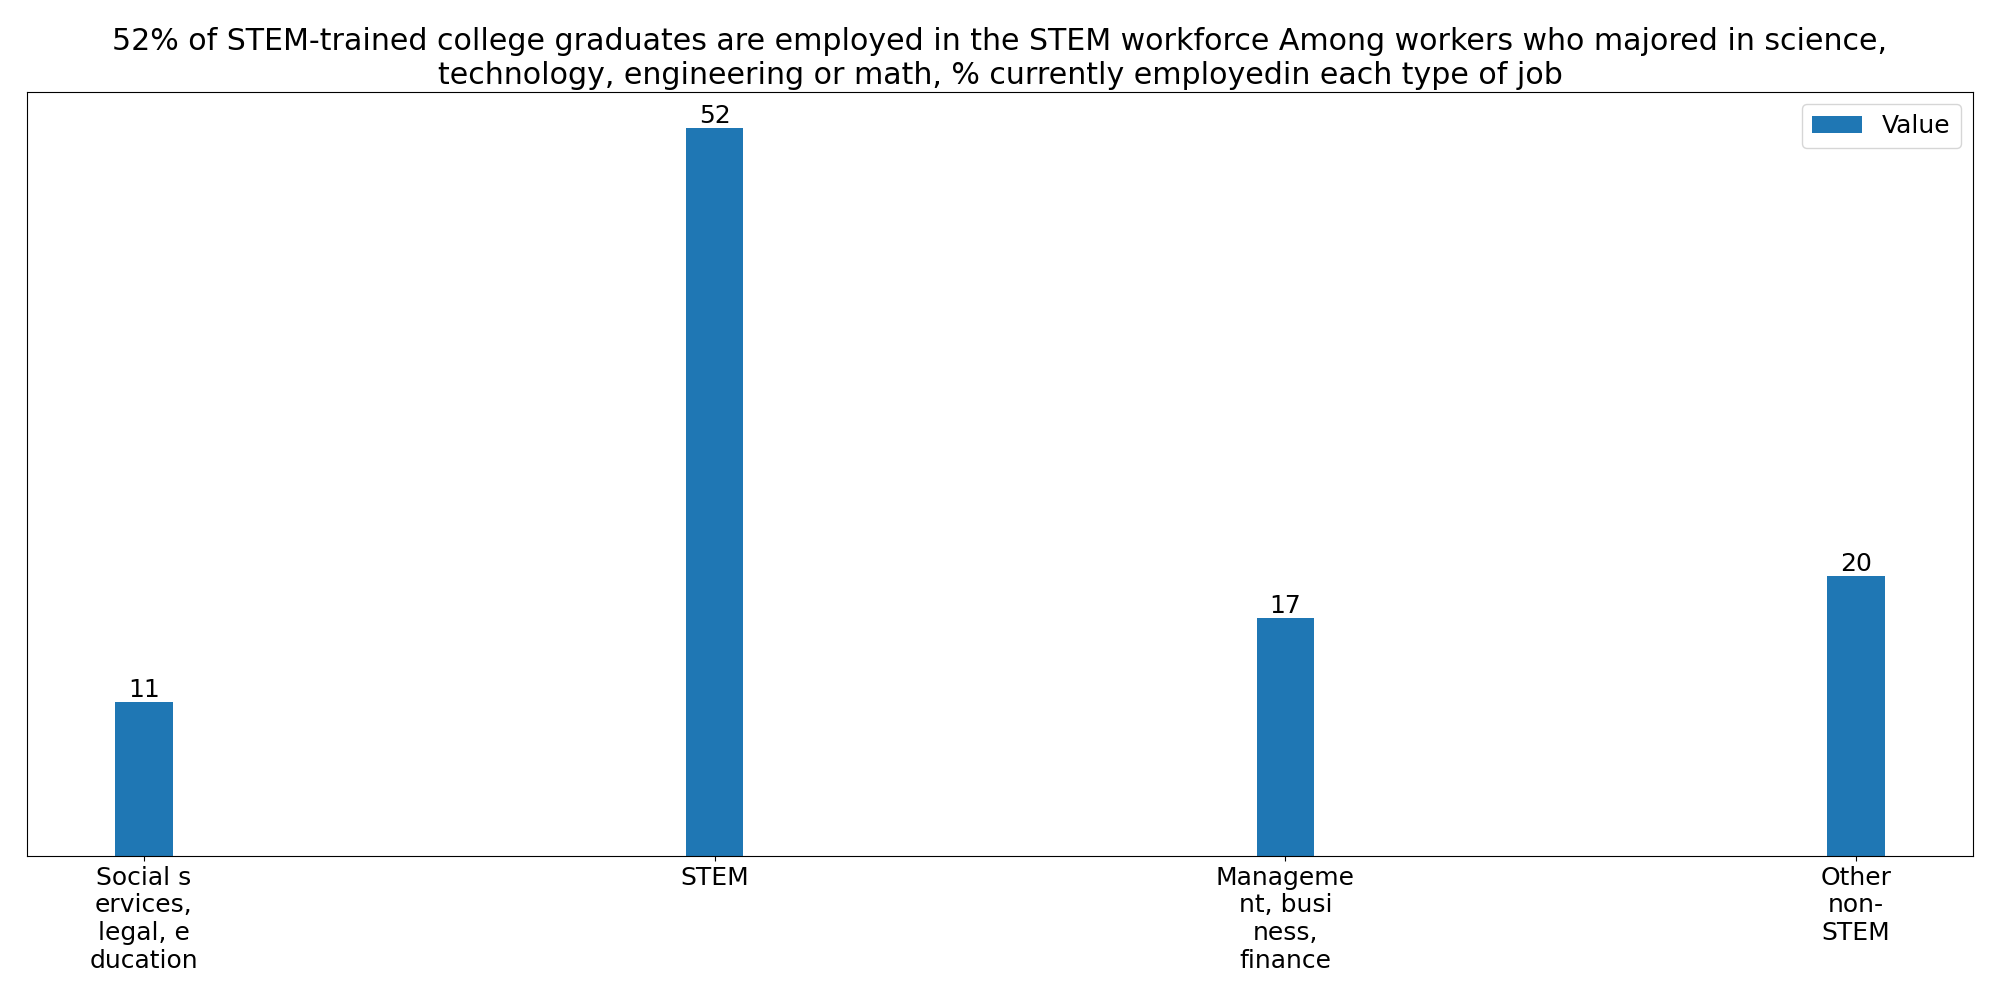 52% of STEM-trained college graduates are employed in the STEM workforce Among workers who majored in science,
technology, engineering or math, % currently employedin each type of job
Value
52
20
17
11
Social s
ervices,
legal, e
ducation
STEM
Manageme
nt, busi
ness,
finance
Other
non-
STEM